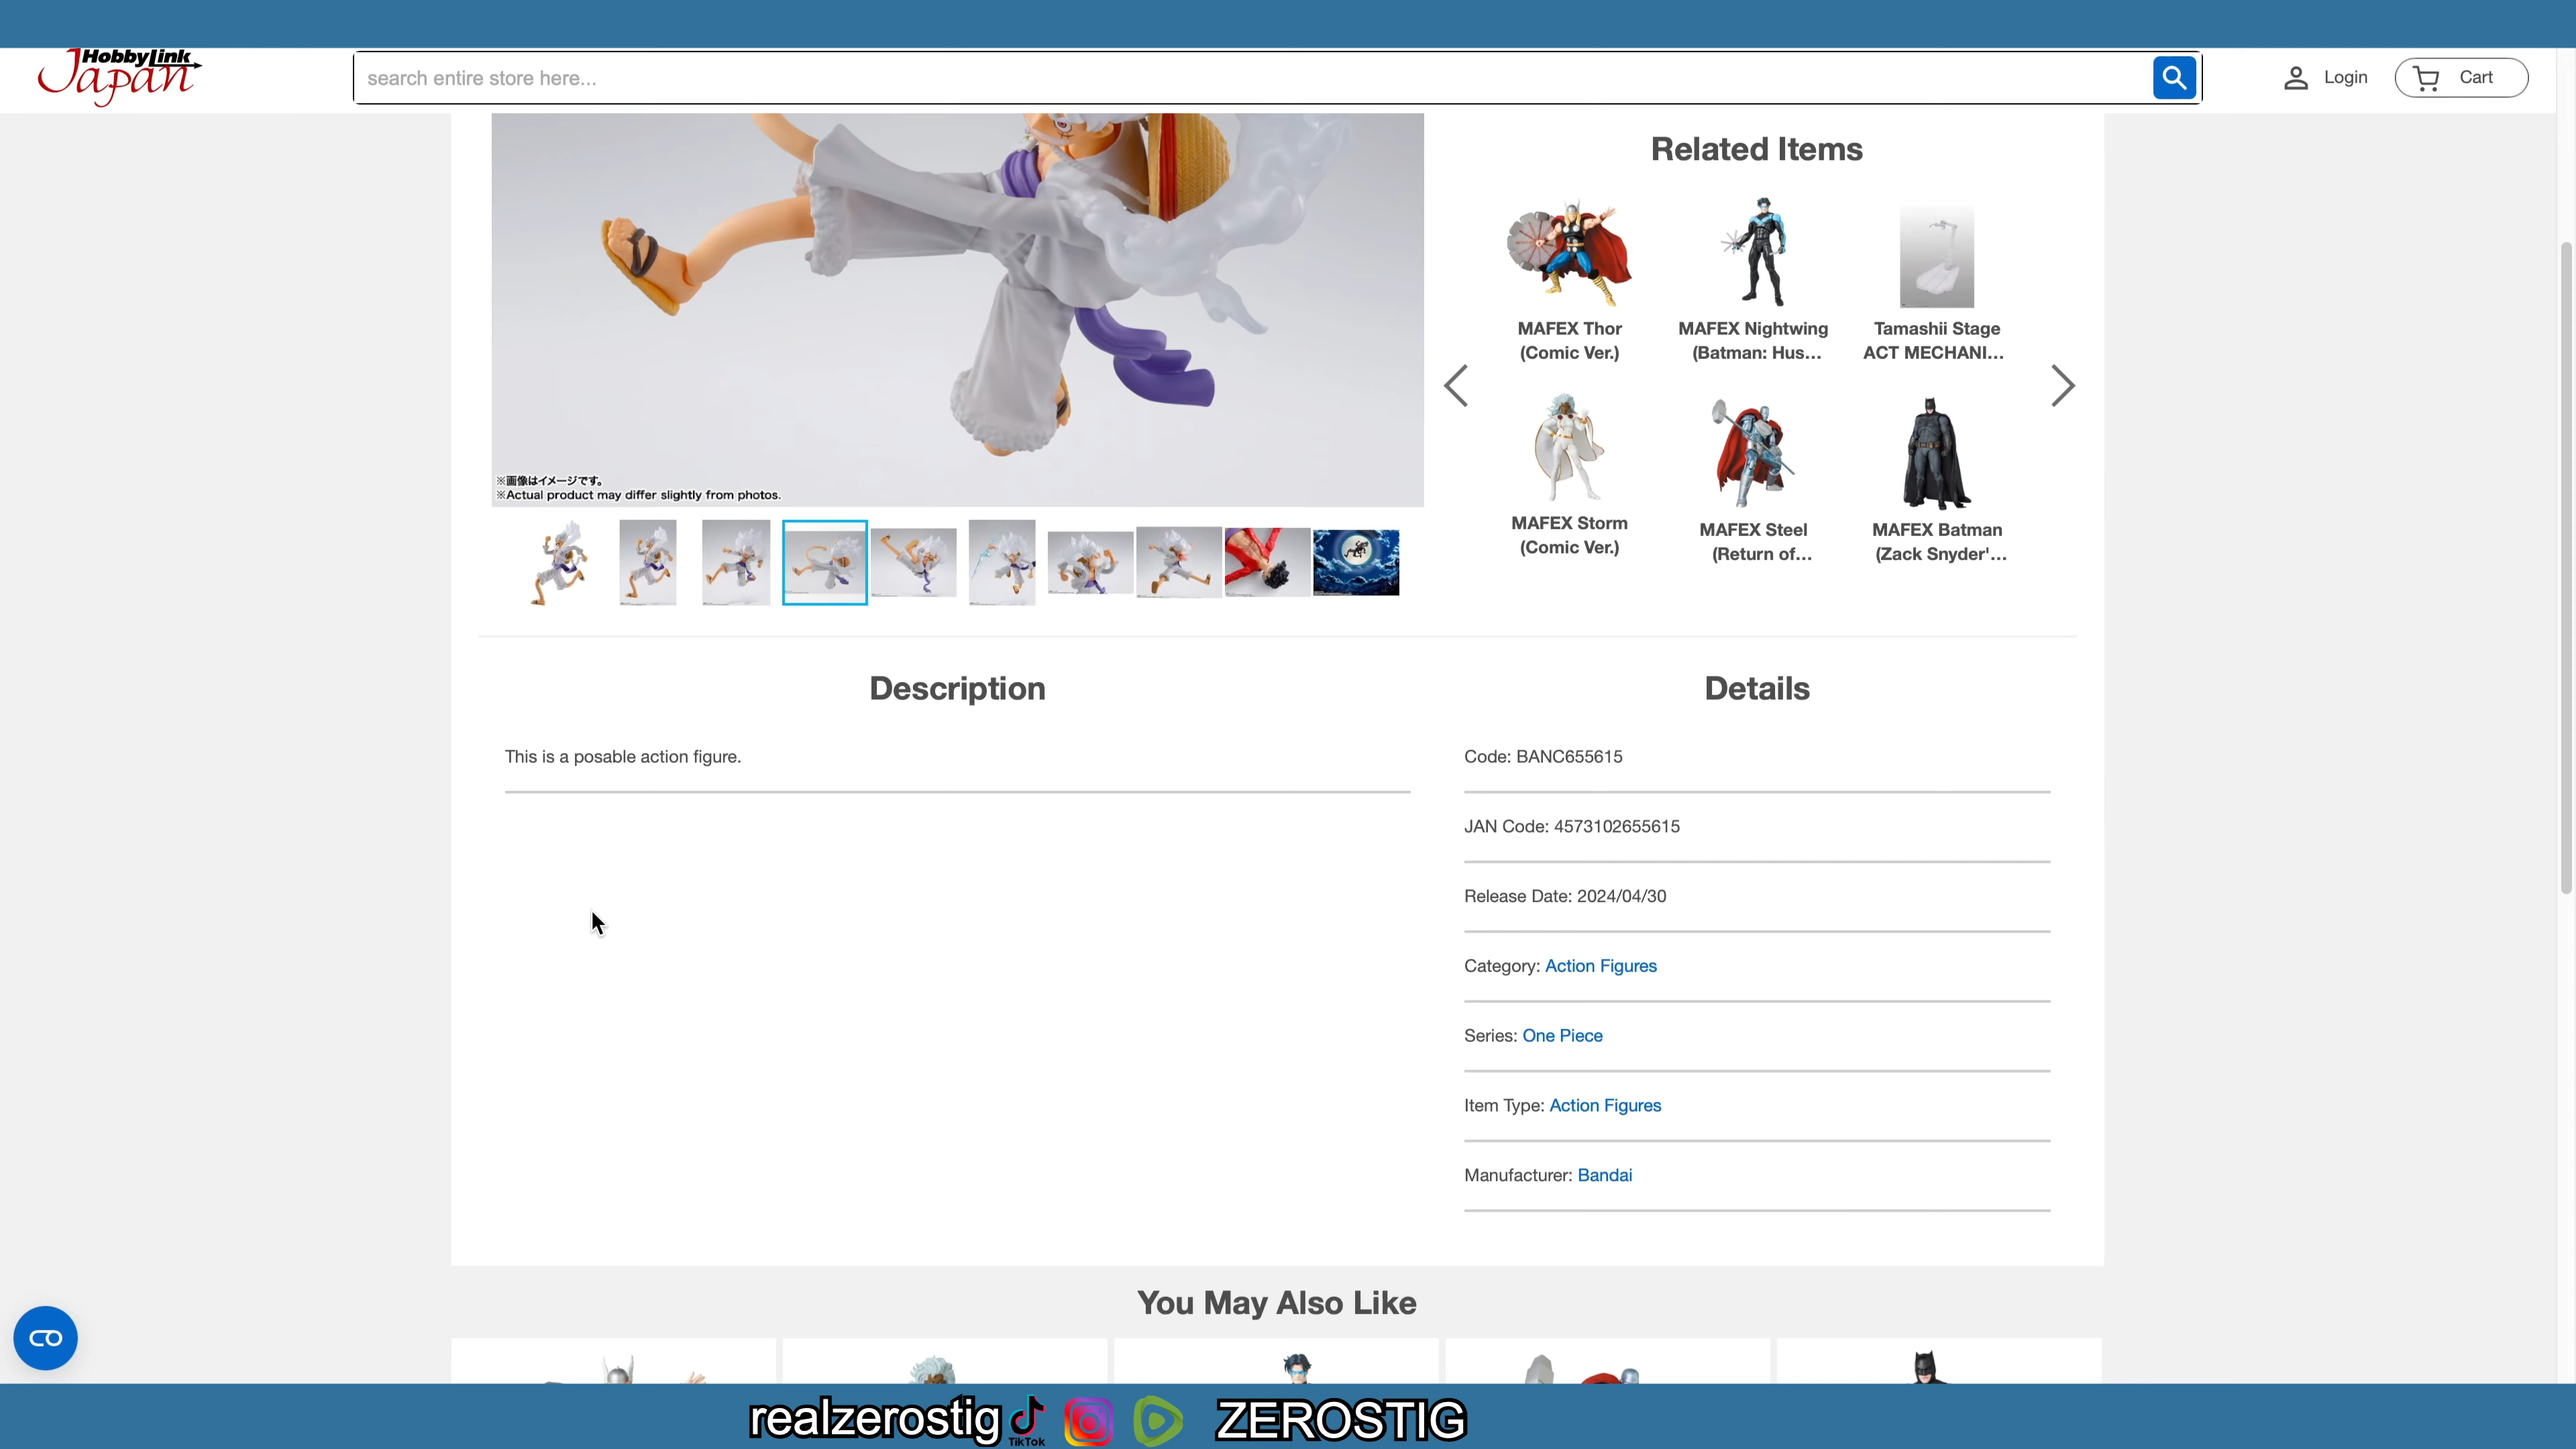 HobbyLink
Japan
search entire store here...
Login
Cart
Related Items
MAFEX Thor
(Comic Ver.)
MAFEX Nightwing
(Batman: Hus...
Tamashii Stage
ACT MECHANI...
MAFEX Storm
(Comic Ver.)
MAFEX Steel
(Return of...
MAFEX Batman
(Zack Snyder'...
※画像はイメージです。
※Actual product may differ slightly from photos.
Description
This is a posable action figure.
Details
Code: BANC655615
JAN Code: 4573102655615
Release Date: 2024/04/30
Category: Action Figures
Series: One Piece
Item Type: Action Figures
Manufacturer: Bandai
You May Also Like
realzerostig
TikTok
ZEROSTIG